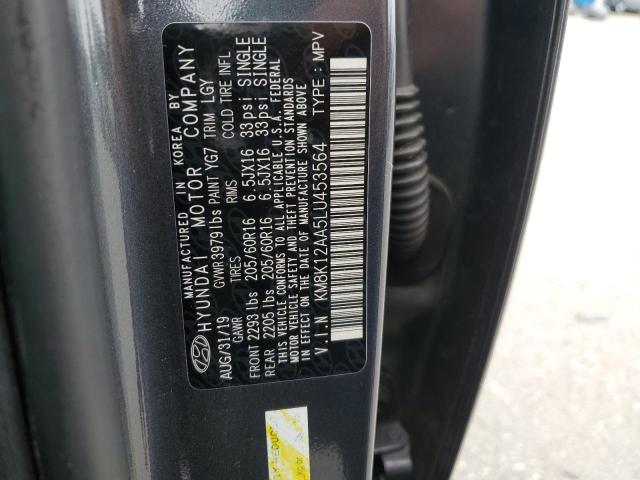 MANUFACTURED IN KOREA BY
HYUNDAI MOTOR COMPANY
AUG/31/19 GVWR 3979lbs PAINT YG7 TRIM LGY
GAWR TIRES RIMS COLD TIRE INFL
FRONT 2293lbs 205/60R16 6.5JX16 33psi SINGLE
REAR 2205 lbs 205/60R16 6.5JX16 33psi SINGLE
THIS VEHICLE CONFORMS TO ALL APPLICABLE U.S.A. FEDERAL
MOTOR VEHICLE SAFETY AND THEFT PREVENTION STANDARDS
IN EFFECT ON THE DATE OF MANUFACTURE SHOWN ABOVE
V.I.N KM8K12AA5LU453564 TYPE: MPV